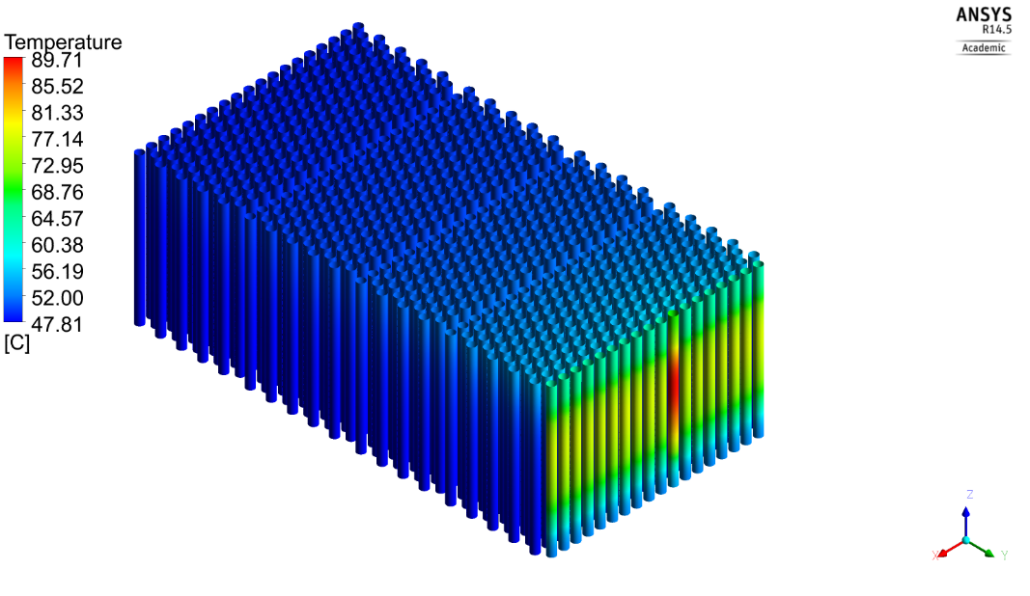 ANSYS
R14.5
Academic
Temperature
89.71
85.52
81.33
77.14
72.95
68.76
64.57
60.38
56.19
52.00
47.81
[C]
Z
X
Y